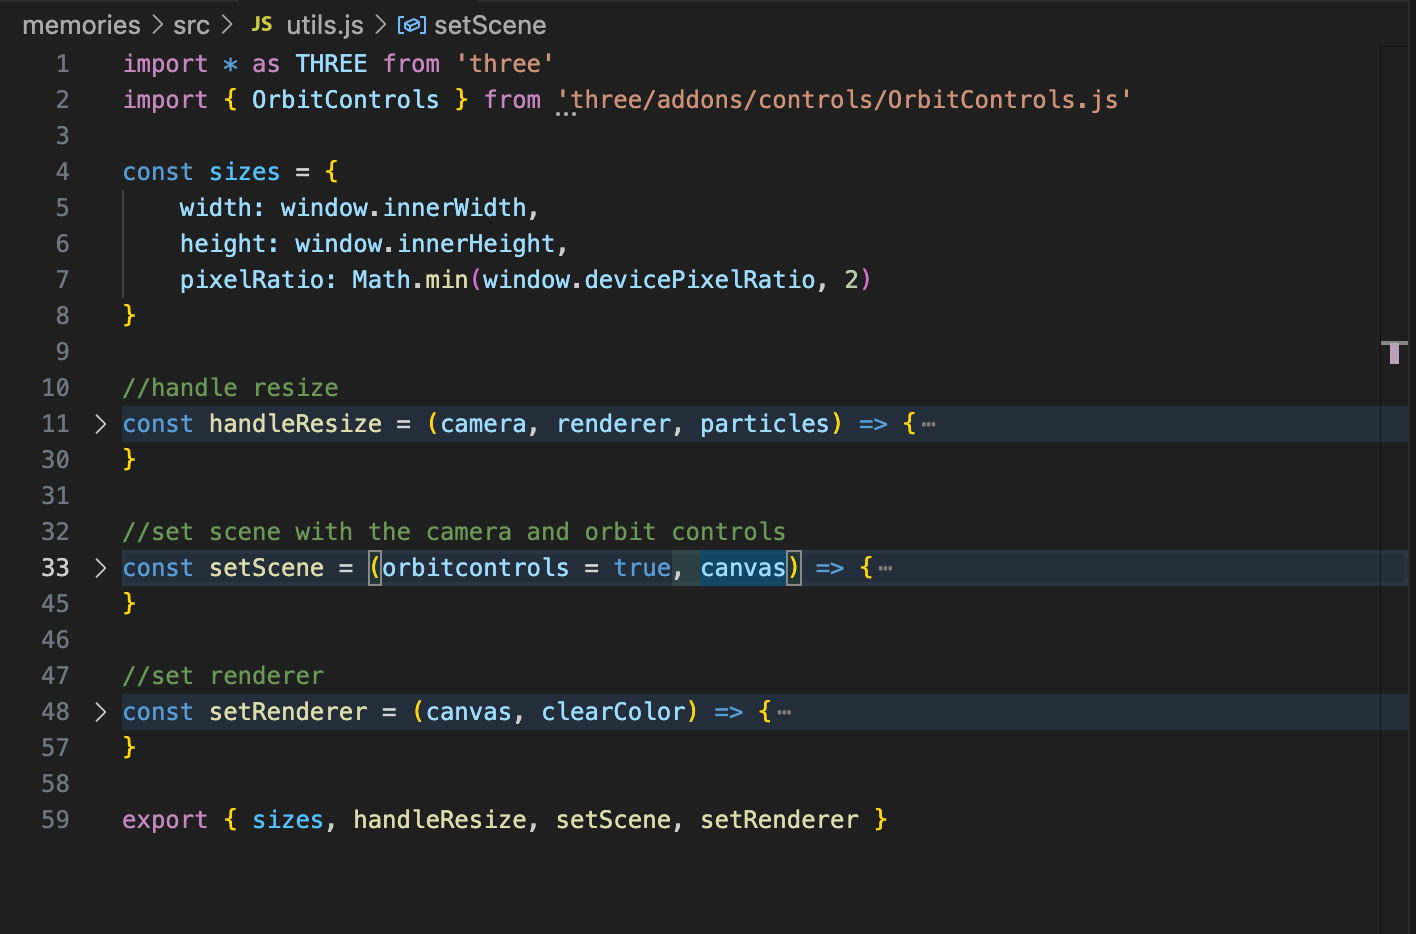 memories > src > JS utils.js > setScene
1 import * as THREE from 'three'
2 import { OrbitControls } from 'three/addons/controls/OrbitControls.js'
3
4 const sizes = {
5     width: window.innerWidth,
6     height: window.innerHeight,
7     pixelRatio: Math.min(window.devicePixelRatio, 2)
8 }
9
10 //handle resize
11 > const handleResize = (camera, renderer, particles) => {⋯
30 }
31
32 //set scene with the camera and orbit controls
33 > const setScene = (orbitcontrols = true, canvas) => {⋯
45 }
46
47 //set renderer
48 > const setRenderer = (canvas, clearColor) => {⋯
57 }
58
59 export { sizes, handleResize, setScene, setRenderer }